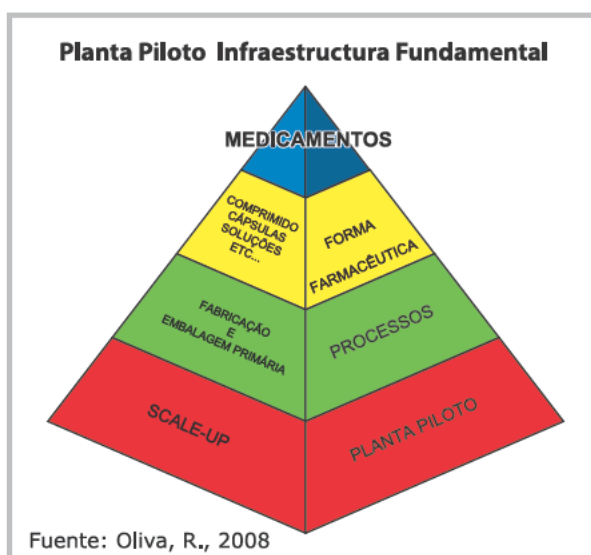 Planta Piloto Infraestructura Fundamental
MEDICAMENTOS
COMPRIMIDO
CÁPSULAS
SOLUÇÕES
ETC...
FORMA
FARMACÊUTICA
FABRICAÇÃO
E
EMBALAGEM PRIMÁRIA
PROCESSOS
SCALE-UP
PLANTA PILOTO
Fuente: Oliva, R., 2008